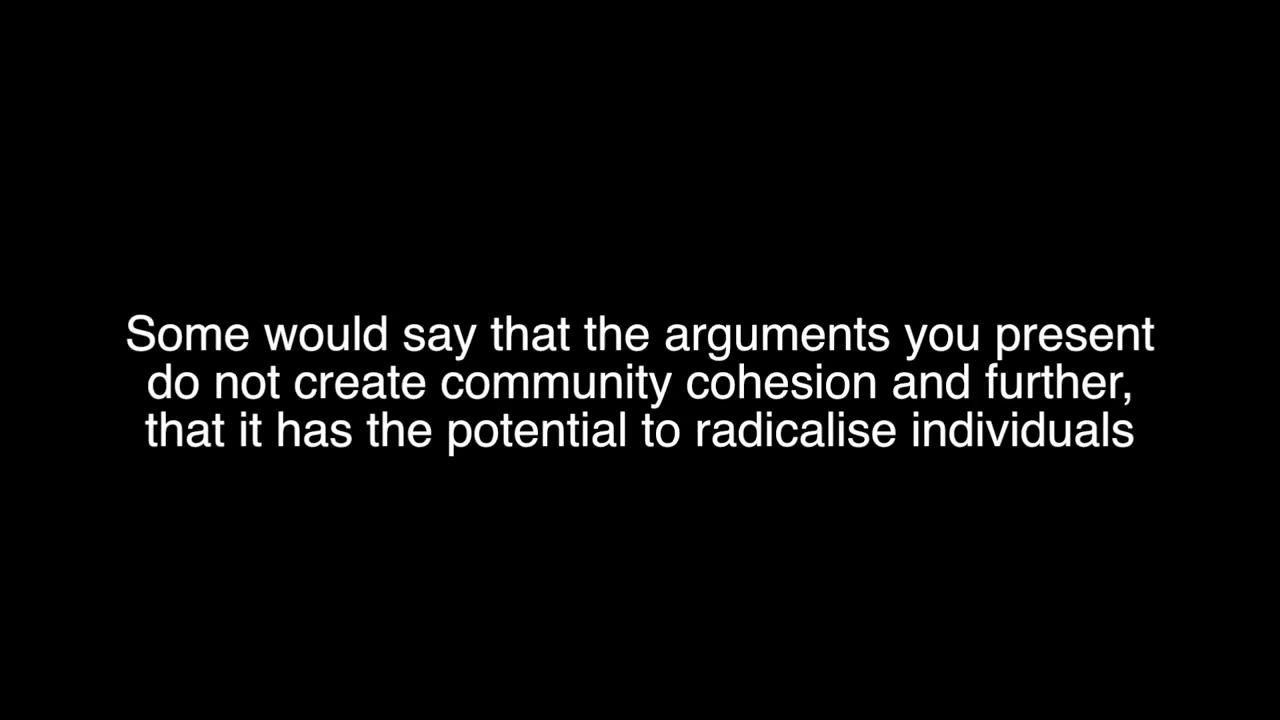 Some would say that the arguments you present
do not create community cohesion and further,
that it has the potential to radicalise individuals